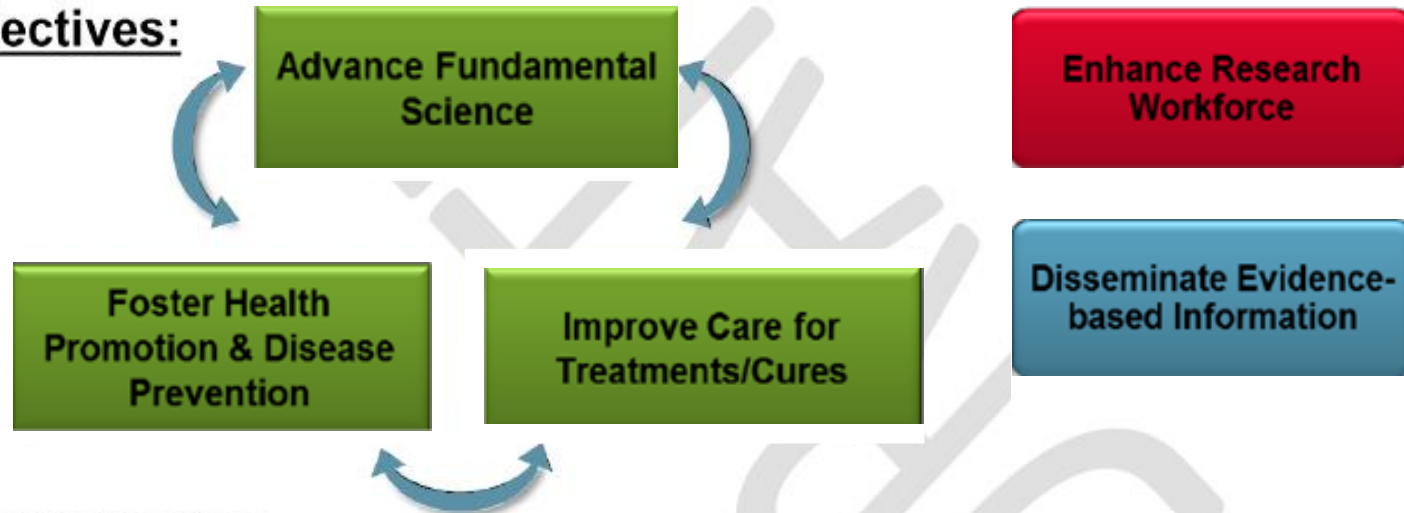 ectives:
Advance Fundamental
Science
Enhance Research
Workforce
Foster Health
Promotion & Disease
Prevention
Improve Care for
Treatments/Cures
Disseminate Evidence-
based Information